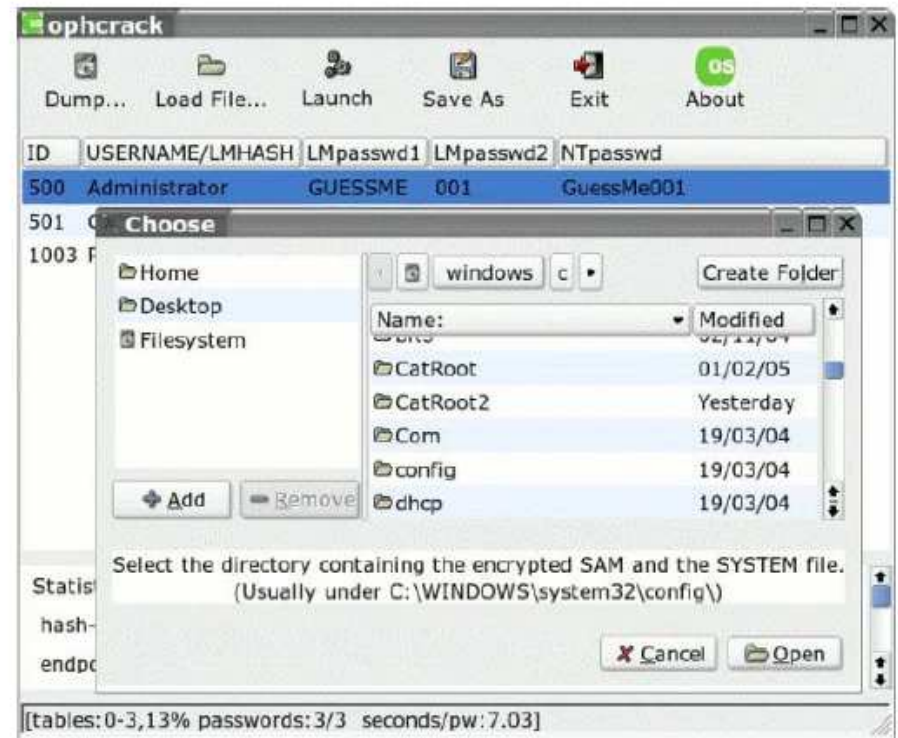 ophcrack
Dump... Load File... Launch Save As Exit About
OS
ID USERNAME/LMHASH LMpasswd1 LMpasswd2 NTpasswd
500 Administrator GUESSME 001 GuessMe001
501
1003
Choose
Home
Desktop
Filesystem
Add Remove
windows c Create Folder
Name: Modified
CatRoot 01/02/05
CatRoot2 Yesterday
Com 19/03/04
config 19/03/04
dhcp 19/03/04
Select the directory containing the encrypted SAM and the SYSTEM file.
(Usually under C:\WINDOWS\system32\config\)
Cancel Open
Statis
hash-
endpo
[tables:0-3,13% passwords:3/3 seconds/pw:7.03]